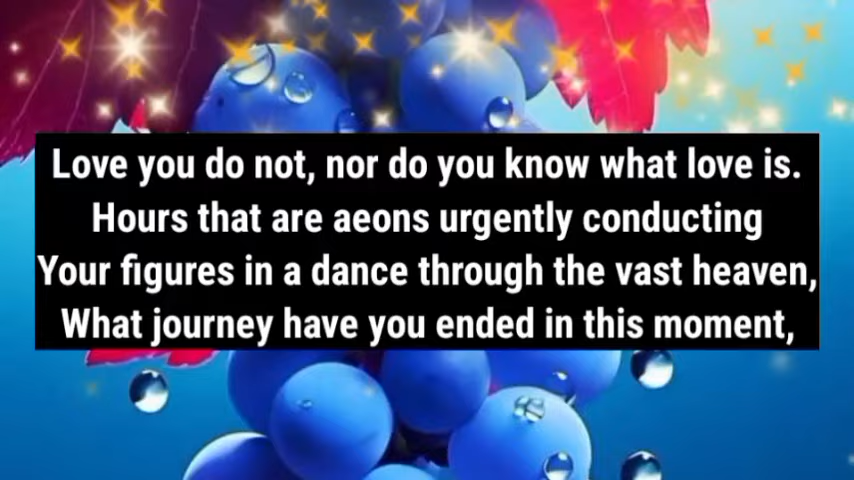 Love you do not, nor do you know what love is.
Hours that are aeons urgently conducting
Your figures in a dance through the vast heaven,
What journey have you ended in this moment,